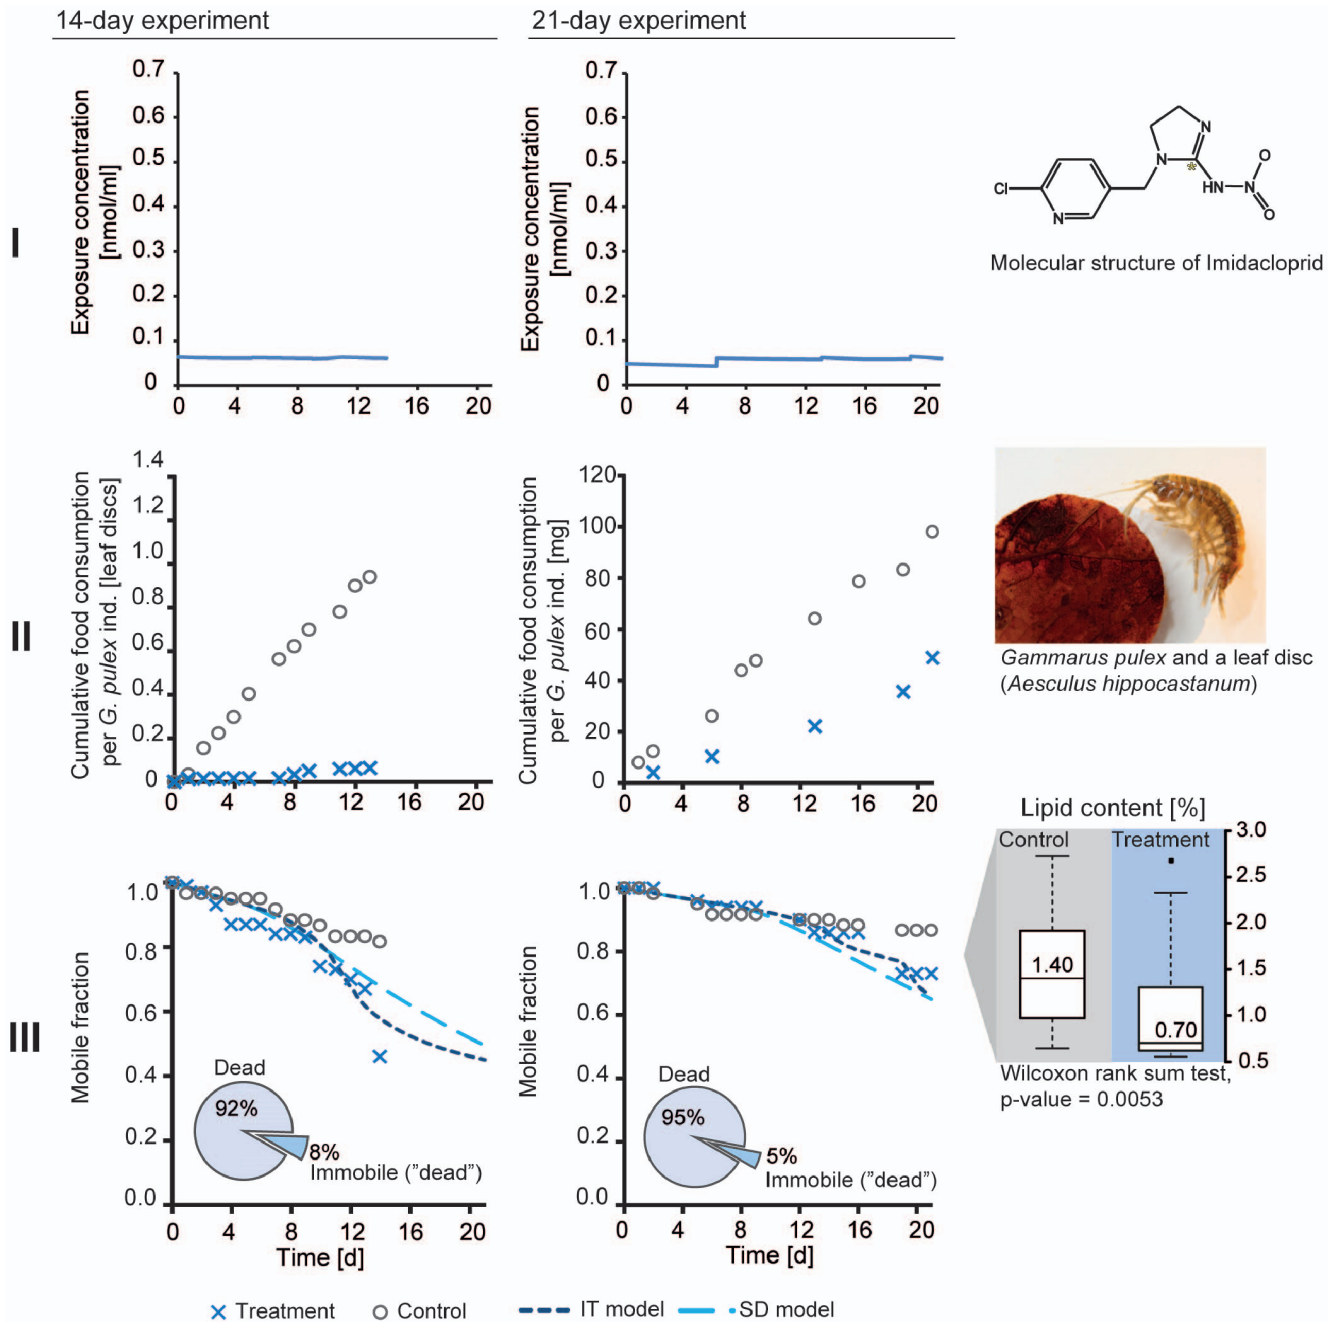 14-day experiment
21-day experiment
I
Exposure concentration
[nmol/ml]
0.7
0.6
0.5
0.4
0.3
0.2
0.1
0
0 4 8 12 16 20
Exposure concentration
[nmol/ml]
0.7
0.6
0.5
0.4
0.3
0.2
0.1
0
0 4 8 12 16 20
Cl
N
N
N
*
HN
N
O
O
Molecular structure of Imidacloprid
II
Cumulative food consumption
per G. pulex ind. [leaf discs]
1.4
1.2
1.0
0.8
0.6
0.4
0.2
0
0 4 8 12 16 20
Cumulative food consumption
per G. pulex ind. [mg]
120
100
80
60
40
20
0
0 4 8 12 16 20
Gammarus pulex and a leaf disc
(Aesculus hippocastanum)
III
Mobile fraction
1.0
0.8
0.6
0.4
0.2
0.0
Dead
92%
8%
Immobile ("dead")
0 4 8 12 16 20
Time [d]
Mobile fraction
1.0
0.8
0.6
0.4
0.2
0.0
Dead
95%
5%
Immobile ("dead")
0 4 8 12 16 20
Time [d]
Lipid content [%]
Control
Treatment
1.40
0.70
3.0
2.5
2.0
1.5
1.0
0.5
Wilcoxon rank sum test,
p-value = 0.0053
Treatment Control IT model SD model